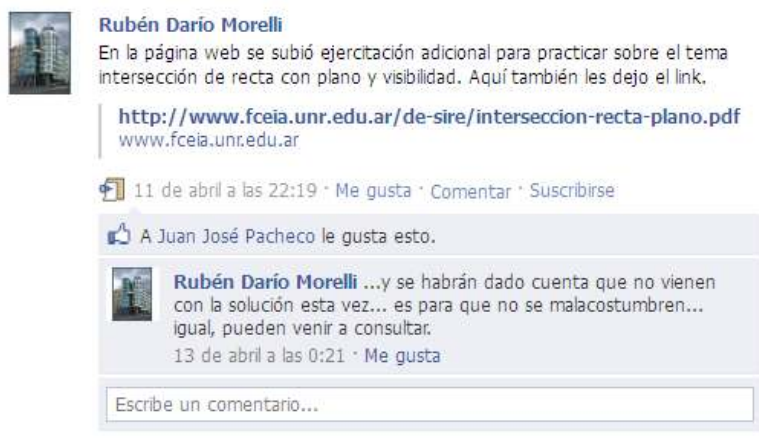 Rubén Darío Morelli
En la página web se subió ejercitación adicional para practicar sobre el tema
intersección de recta con plano y visibilidad. Aquí también les dejo el link.
http://www.fceia.unr.edu.ar/de-sire/interseccion-recta-plano.pdf
www.fceia.unr.edu.ar
11 de abril a las 22:19 · Me gusta · Comentar · Suscribirse
A Juan José Pacheco le gusta esto.
Rubén Darío Morelli ...y se habrán dado cuenta que no vienen
con la solución esta vez... es para que no se malacostumbren...
igual, pueden venir a consultar.
13 de abril a las 0:21 · Me gusta
Escribe un comentario...